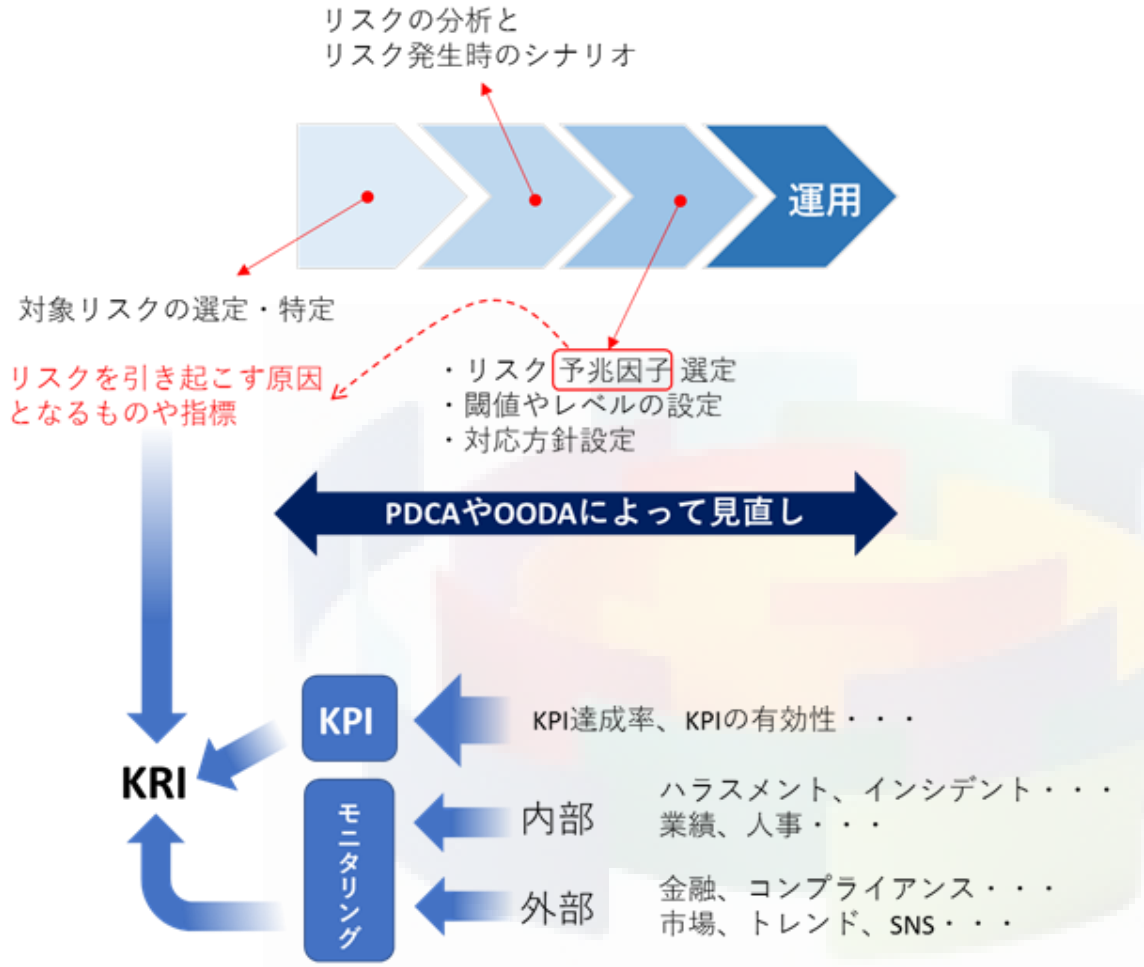 リスクの分析と
リスク発生時のシナリオ
運用
対象リスクの選定・特定
リスクを引き起こす原因
となるものや指標
・リスク 予兆因子 選定
・閾値やレベルの設定
・対応方針設定
PDCAやOODAによって見直し
KPI
KPI達成率、KPIの有効性・・・
KRI
モニタリング
内部
ハラスメント、インシデント・・・
業績、人事・・・
外部
金融、コンプライアンス・・・
市場、トレンド、SNS・・・